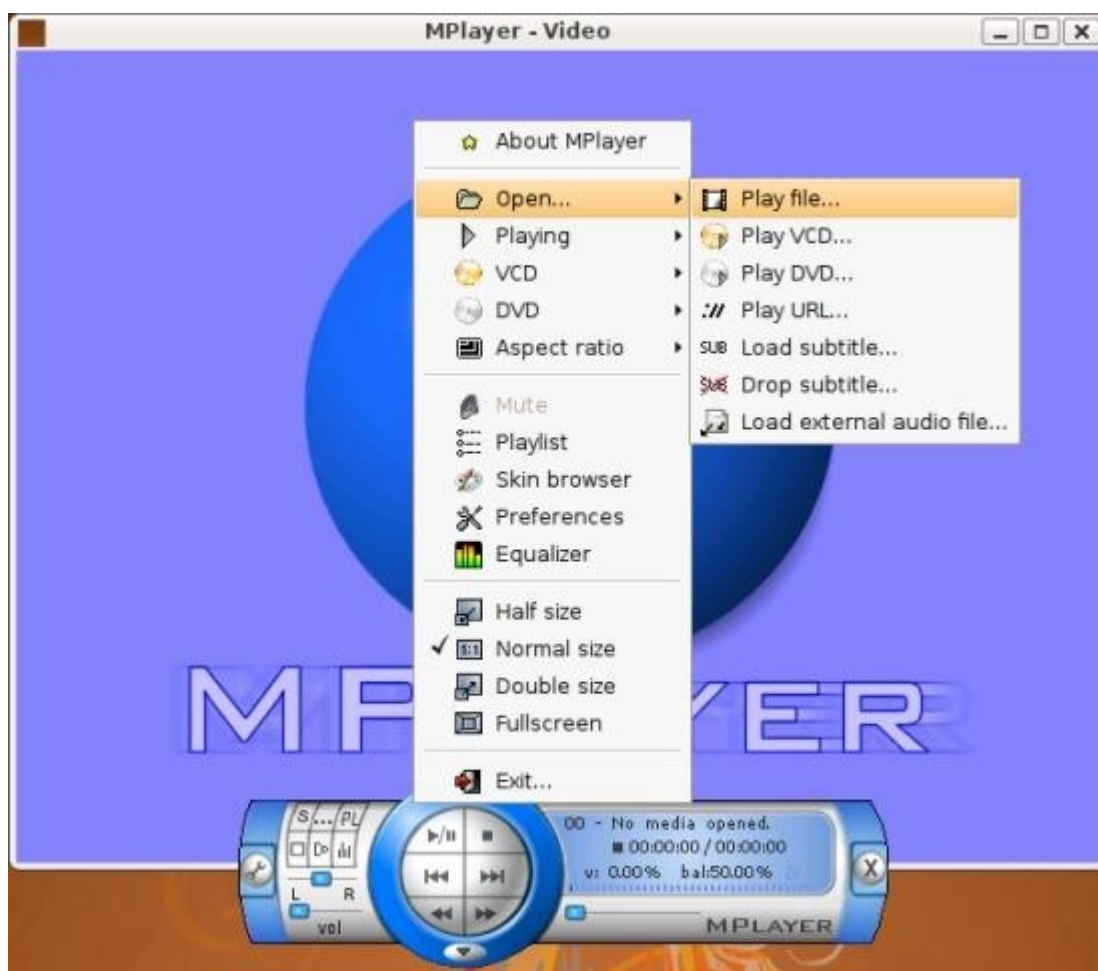 MPlayer - Video
About MPlayer
Open...
Playing
VCD
DVD
Aspect ratio
Mute
Playlist
Skin browser
Preferences
Equalizer
Half size
1:1 Normal size
Double size
Fullscreen
Exit...
Play file...
Play VCD...
Play DVD...
:// Play URL...
SUB Load subtitle...
SUB Drop subtitle...
Load external audio file...
MP YER
S ... PL
L R
vol
00 - No media opened.
00:00:00 / 00:00:00
v: 0.00% bal:50.00%
X
MPLAYER